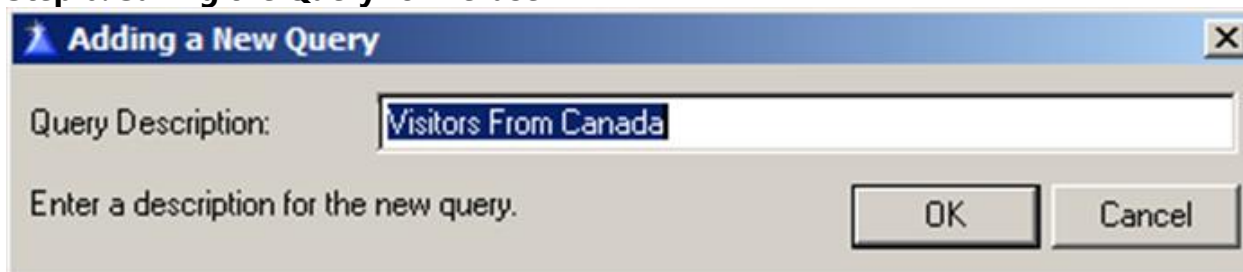 Adding a New Query
Query Description:
Visitors From Canada
Enter a description for the new query.
OK
Cancel